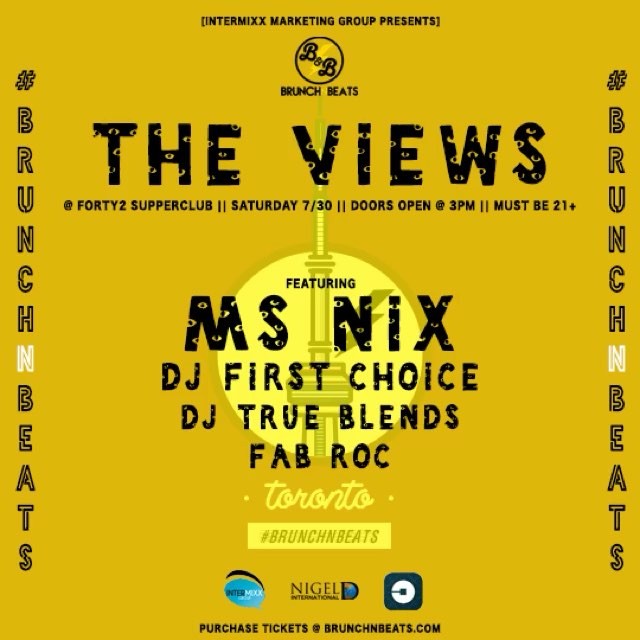 [INTERMIXX MARKETING GROUP PRESENTS]
B&B
BRUNCH BEATS
THE VIEWS
@ FORTY2 SUPPERCLUB || SATURDAY 7/30 || DOORS OPEN @ 3PM || MUST BE 21+
#BRUNCHNBEATS
#BRUNCHNBEATS
FEATURING
MS NIX
DJ FIRST CHOICE
DJ TRUE BLENDS
FAB ROC
· toronto ·
#BRUNCHNBEATS
INTERMIXX
NIGEL D
INTERNATIONAL
PURCHASE TICKETS @ BRUNCHNBEATS.COM